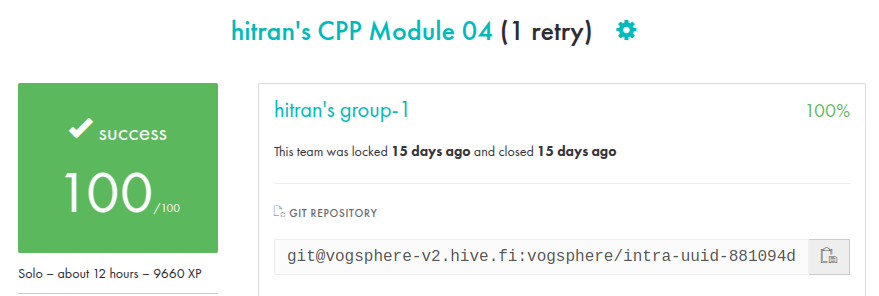 hitran's CPP Module 04 (1 retry)
success
100/100
Solo – about 12 hours – 9660 XP
hitran's group-1
100%
This team was locked 15 days ago and closed 15 days ago
GIT REPOSITORY
git@vogsphere-v2.hive.fi:vogsphere/intra-uuid-881094d